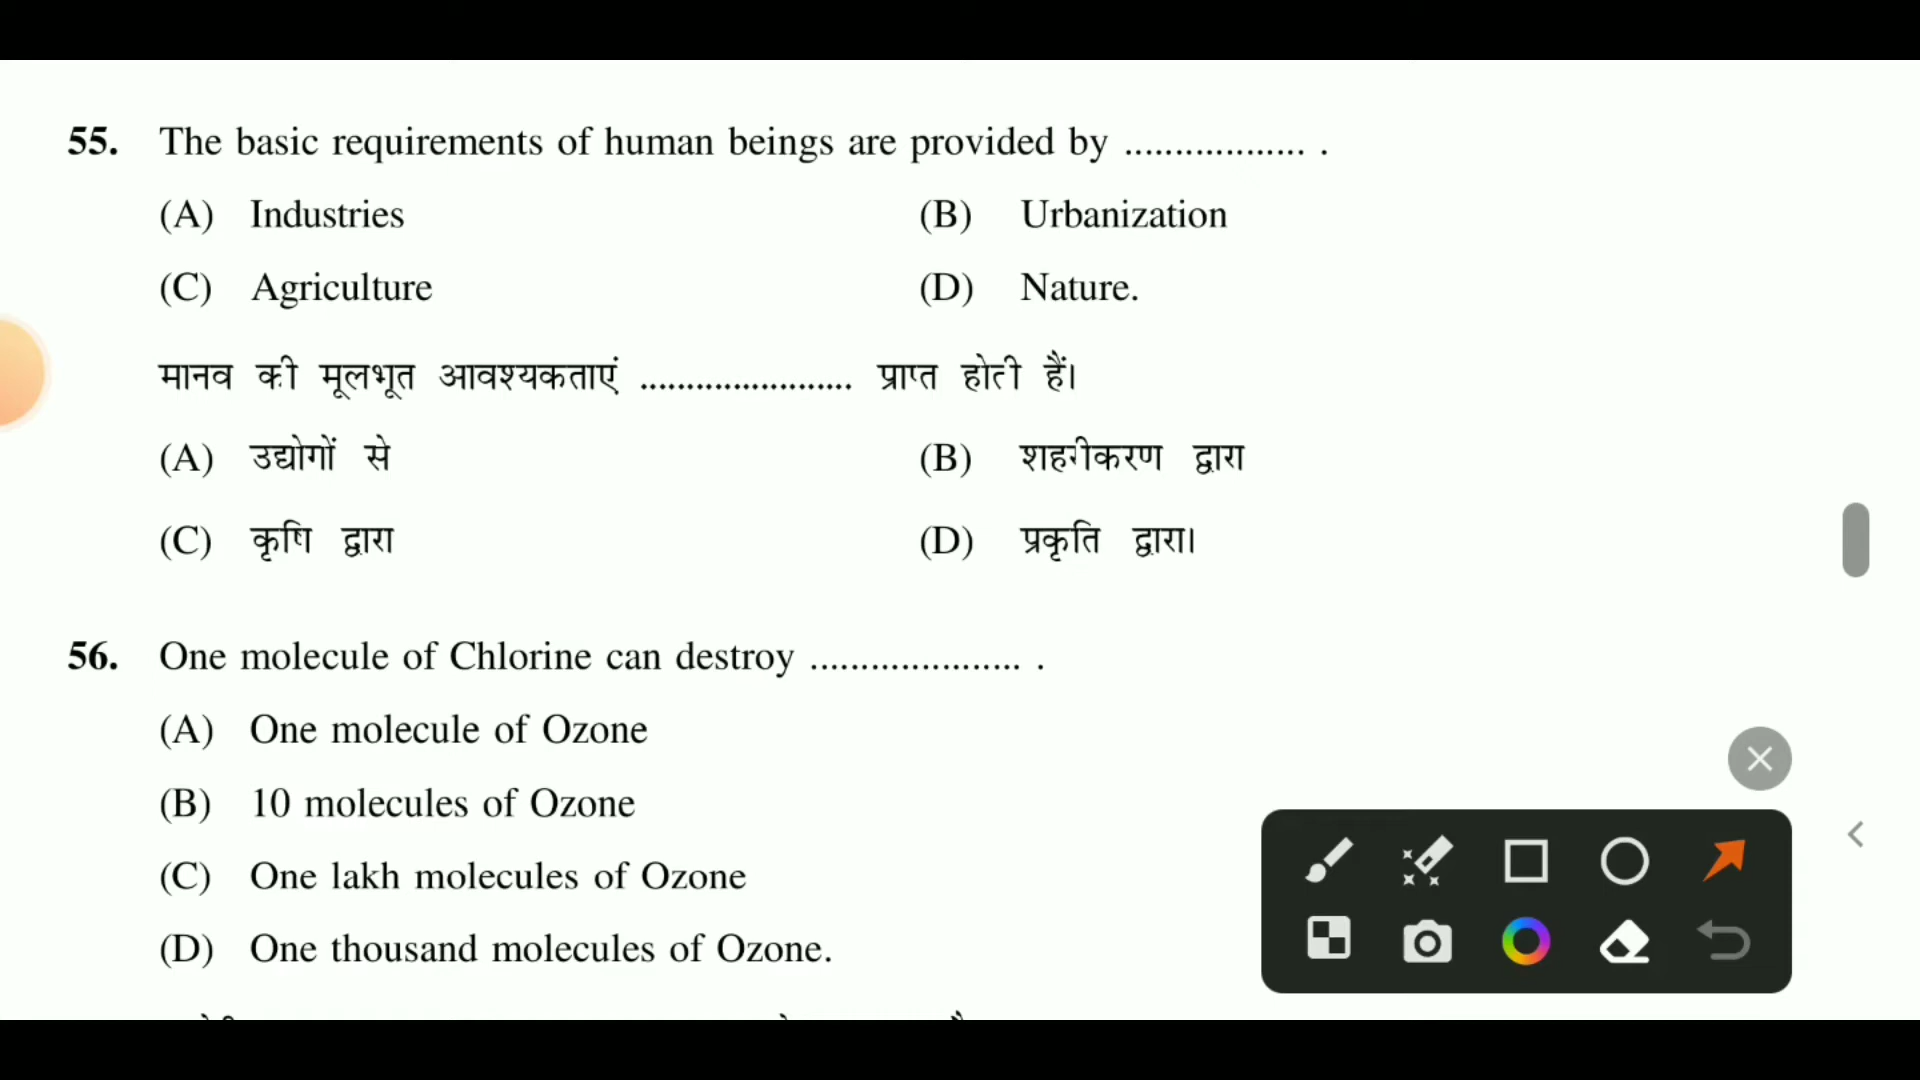 55. The basic requirements of human beings are provided by .................. .
(A) Industries (B) Urbanization
(C) Agriculture (D) Nature.
मानव की मूलभूत आवश्यकताएं ....................... प्राप्त होती हैं।
(A) उद्योगों से (B) शहरीकरण द्वारा
(C) कृषि द्वारा (D) प्रकृति द्वारा।
56. One molecule of Chlorine can destroy ..................... .
(A) One molecule of Ozone
(B) 10 molecules of Ozone
(C) One lakh molecules of Ozone
(D) One thousand molecules of Ozone.